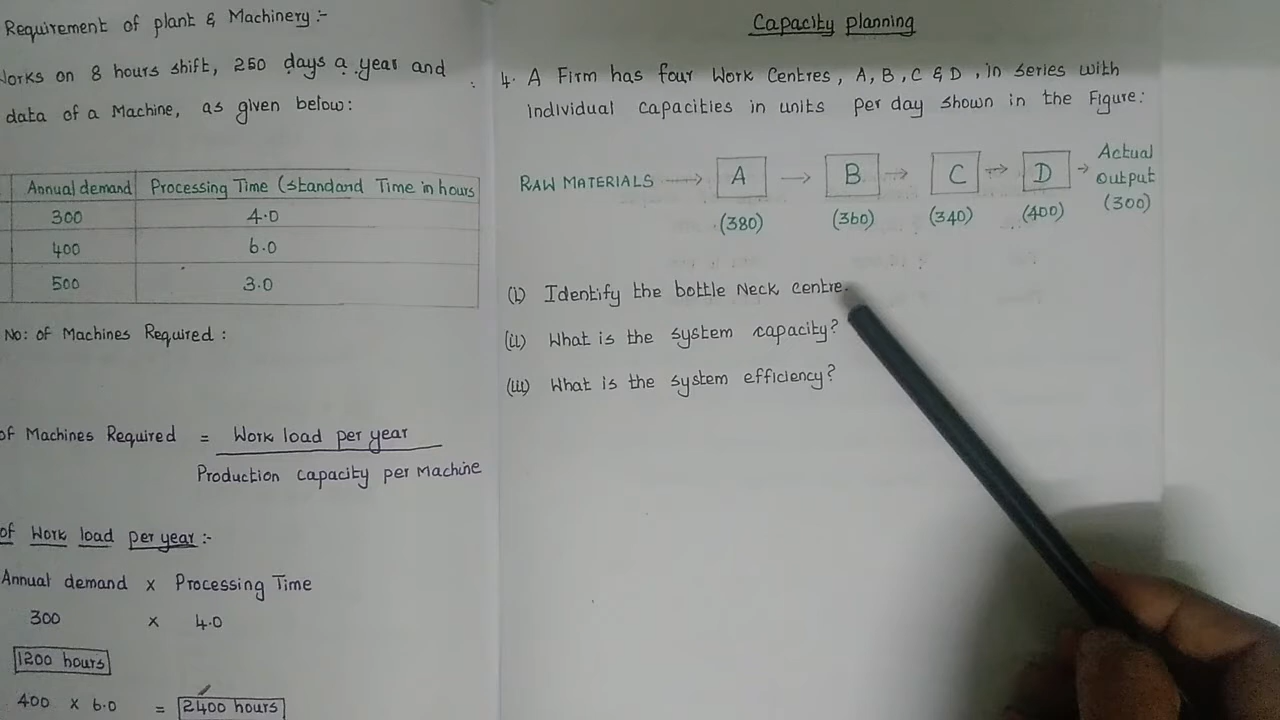 Requirement of plant & Machinery :-
Works on 8 hours shift, 250 days a year and
data of a Machine, as given below:
Annual demand Processing Time (Standard Time in hours
300 4.0
400 6.0
500 3.0
No: of Machines Required :
of Machines Required = Work load per year
Production capacity per Machine
of Work load per year :-
Annual demand x Processing Time
300 x 4.0
1200 hours
400 x 6.0 = 2400 hours
Capacity planning
4. A Firm has four Work Centres, A, B, C & D, in series with
individual capacities in units per day shown in the Figure:
RAW MATERIALS → A → B → C → D → Actual Output (300)
(380) (360) (340) (400)
(i) Identify the bottle Neck centre.
(ii) What is the system capacity?
(iii) What is the system efficiency?